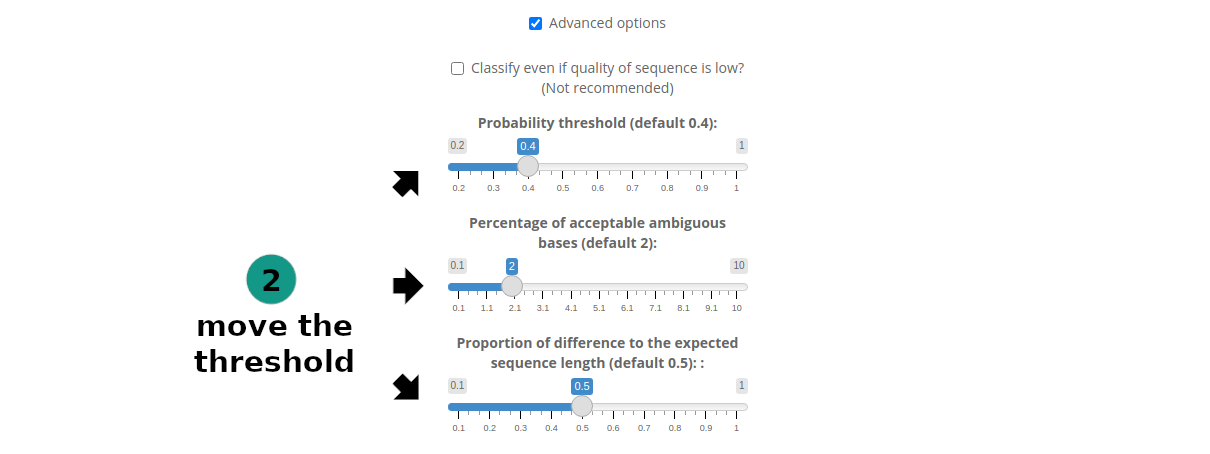 Advanced options
Classify even if quality of sequence is low?
(Not recommended)
Probability threshold (default 0.4):
0.2 0.4 1
0.2 0.3 0.4 0.5 0.6 0.7 0.8 0.9 1
Percentage of acceptable ambiguous
bases (default 2):
0.1 2 10
0.1 1.1 2.1 3.1 4.1 5.1 6.1 7.1 8.1 9.1 10
2
move the
threshold
Proportion of difference to the expected
sequence length (default 0.5): :
0.1 0.5 1
0.1 0.2 0.3 0.4 0.5 0.6 0.7 0.8 0.9 1